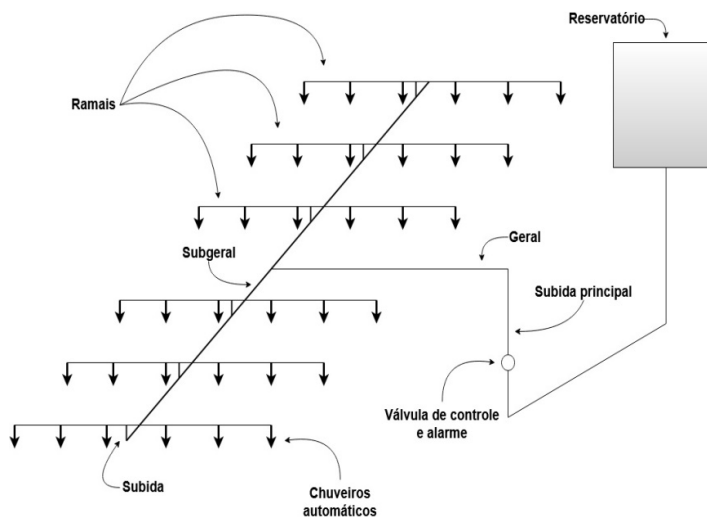 Reservatório
Ramais
Geral
Subgeral
Subida principal
Válvula de controle
e alarme
Subida
Chuveiros
automáticos